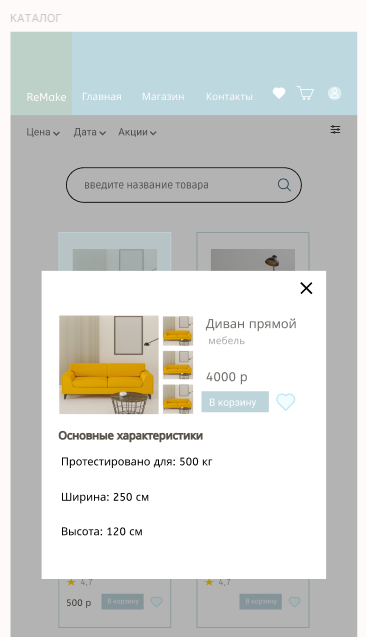 КАТАЛОГ
ReMake Главная Магазин Контакты
Цена Дата Акции
введите название товара
Диван прямой
мебель
4000 р
В корзину
Основные характеристики
Протестировано для: 500 кг
Ширина: 250 см
Высота: 120 см
4,7 4,7
500 р В корзину В корзину